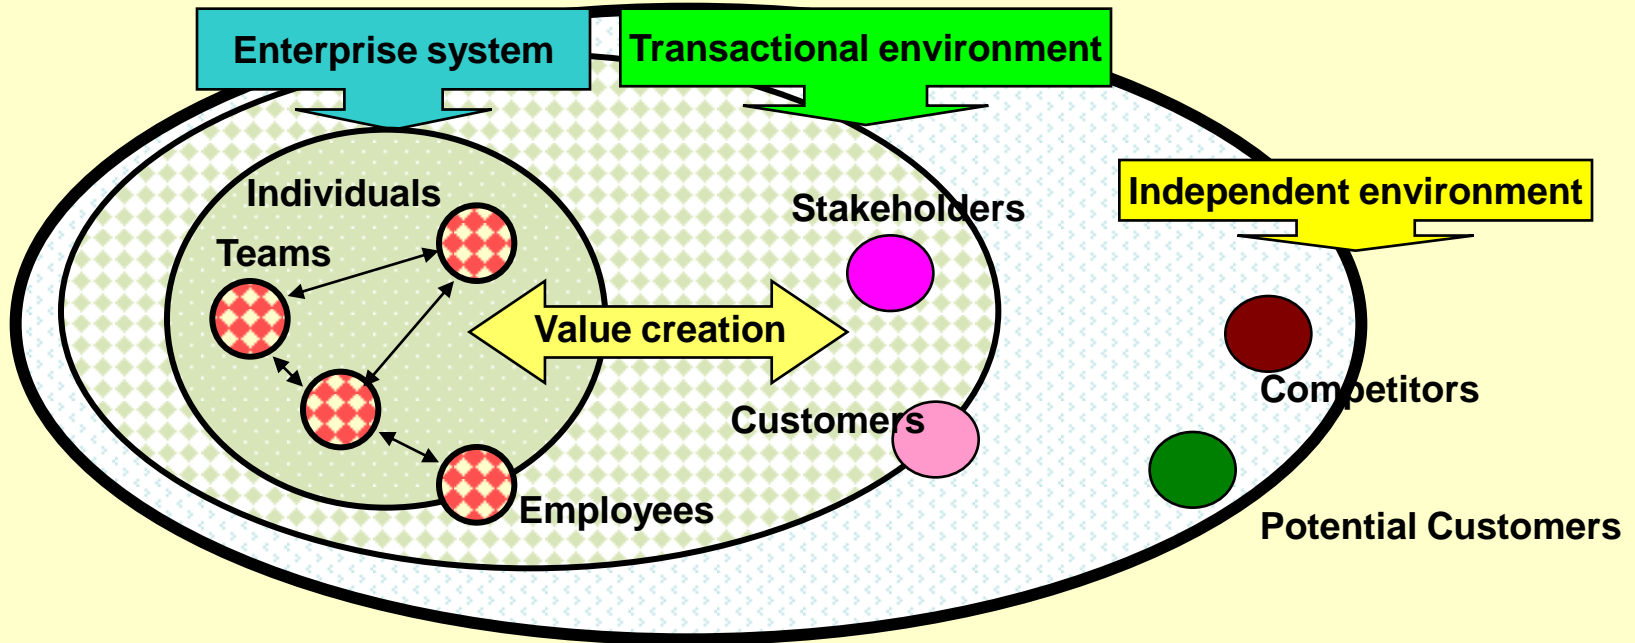 Enterprise system
Transactional environment
Independent environment
Individuals
Stakeholders
Teams
Value creation
Competitors
Customers
Employees
Potential Customers